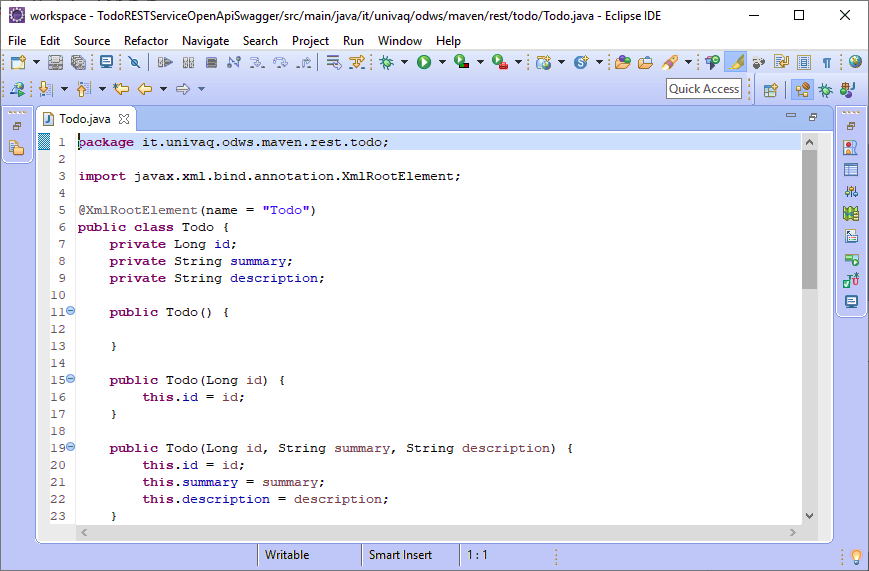 workspace - TodoRESTServiceOpenApiSwagger/src/main/java/it/univaq/odws/maven/rest/todo/Todo.java - Eclipse IDE
File Edit Source Refactor Navigate Search Project Run Window Help
Quick Access
Todo.java
1 package it.univaq.odws.maven.rest.todo;
2
3 import javax.xml.bind.annotation.XmlRootElement;
4
5 @XmlRootElement(name = "Todo")
6 public class Todo {
7     private Long id;
8     private String summary;
9     private String description;
10
11     public Todo() {
12
13     }
14
15     public Todo(Long id) {
16         this.id = id;
17     }
18
19     public Todo(Long id, String summary, String description) {
20         this.id = id;
21         this.summary = summary;
22         this.description = description;
23     }
Writable Smart Insert 1 : 1